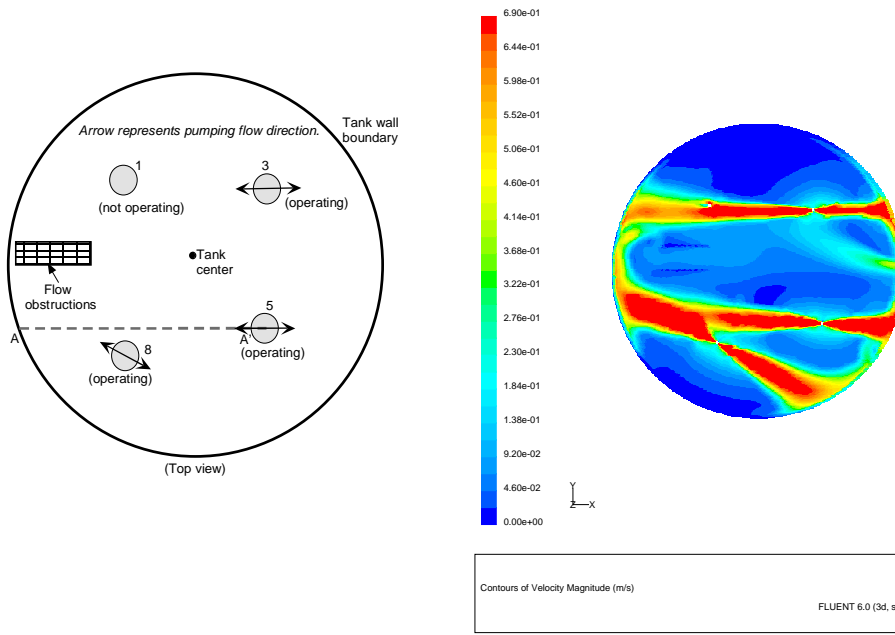 Arrow represents pumping flow direction.
Tank wall
boundary
1
(not operating)
3
(operating)
Tank
center
Flow
obstructions
A
A'
5
(operating)
8
(operating)
(Top view)
6.90e-01
6.44e-01
5.98e-01
5.52e-01
5.06e-01
4.60e-01
4.14e-01
3.68e-01
3.22e-01
2.76e-01
2.30e-01
1.84e-01
1.38e-01
9.20e-02
4.60e-02
0.00e+00
Y
Z X
Contours of Velocity Magnitude (m/s)
FLUENT 6.0 (3d, s